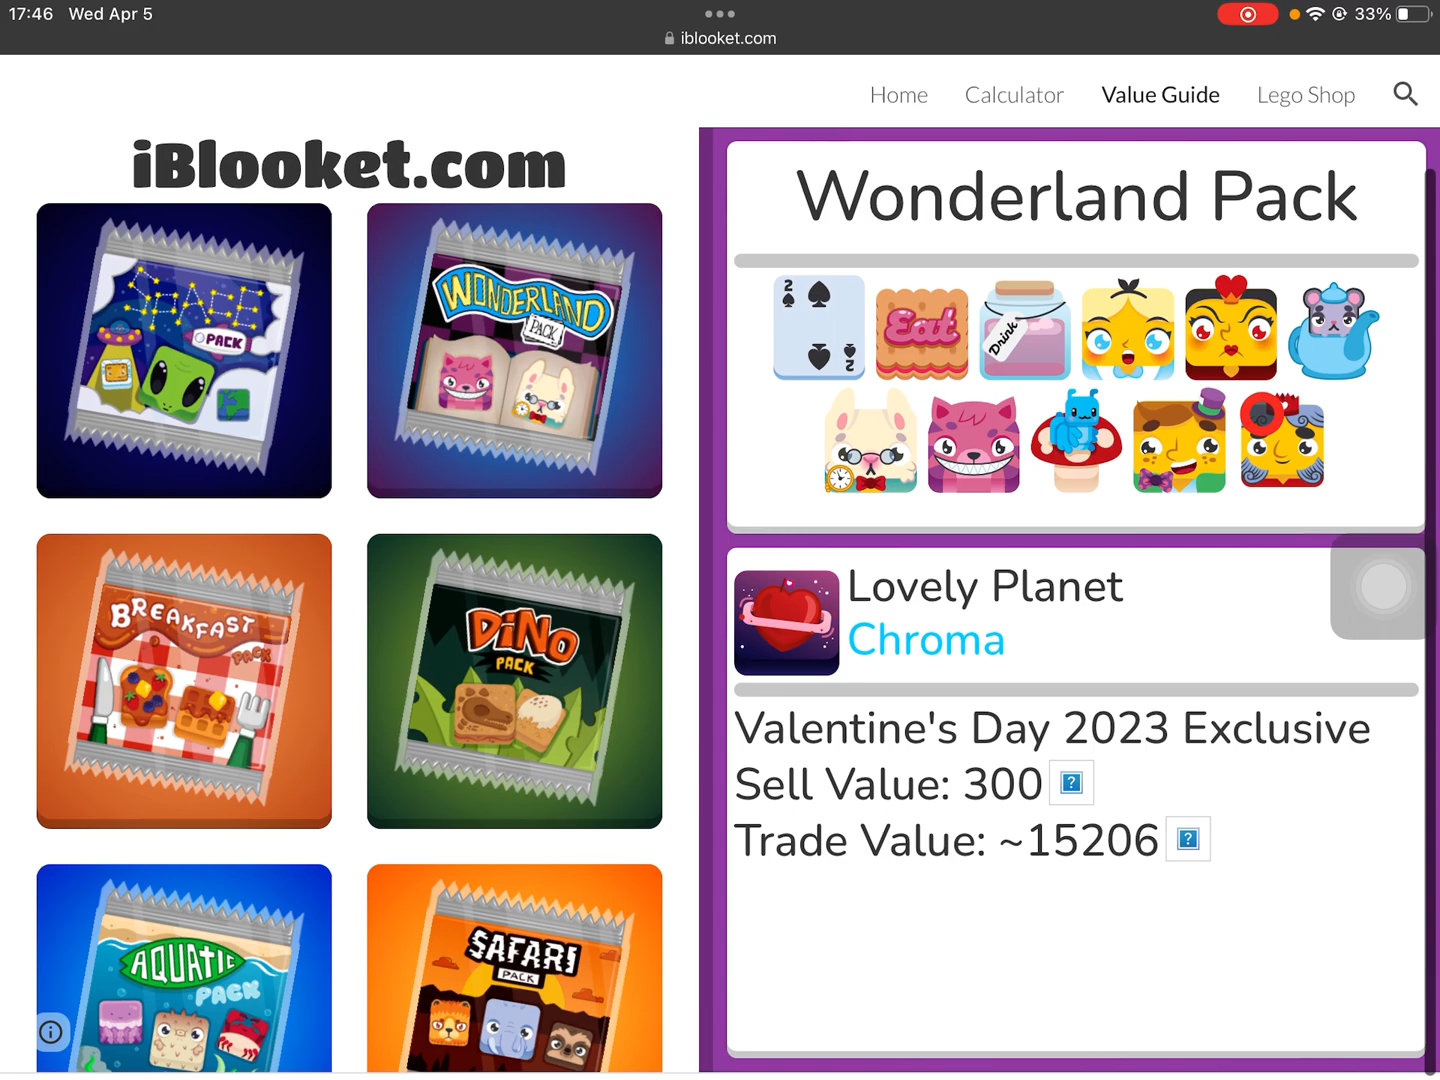 17:46 Wed Apr 5
33%
iblooket.com
Home Calculator Value Guide Lego Shop
iBlooket.com
SPACE
PACK
WONDERLAND
PACK
BREAKFAST
PACK
DINO
PACK
AQUATIC
PACK
SAFARI
PACK
Wonderland Pack
2
2
Eat
Drink
Lovely Planet
Chroma
Valentine's Day 2023 Exclusive
Sell Value: 300 ?
Trade Value: ~15206 ?